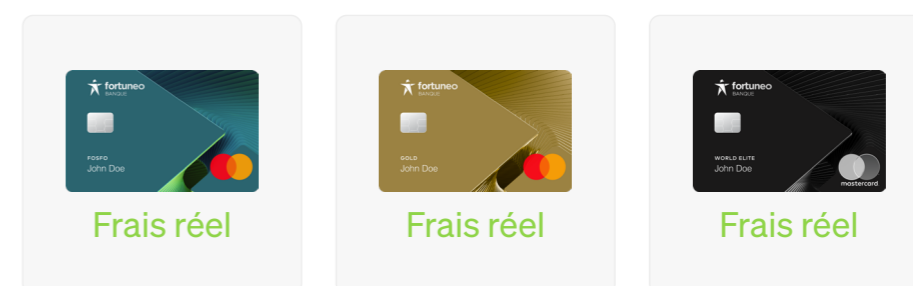 fortuneo
BANQUE
FOSFO
John Doe
Frais réel
fortuneo
BANQUE
GOLD
John Doe
Frais réel
fortuneo
BANQUE
WORLD ELITE
John Doe
mastercard
Frais réel